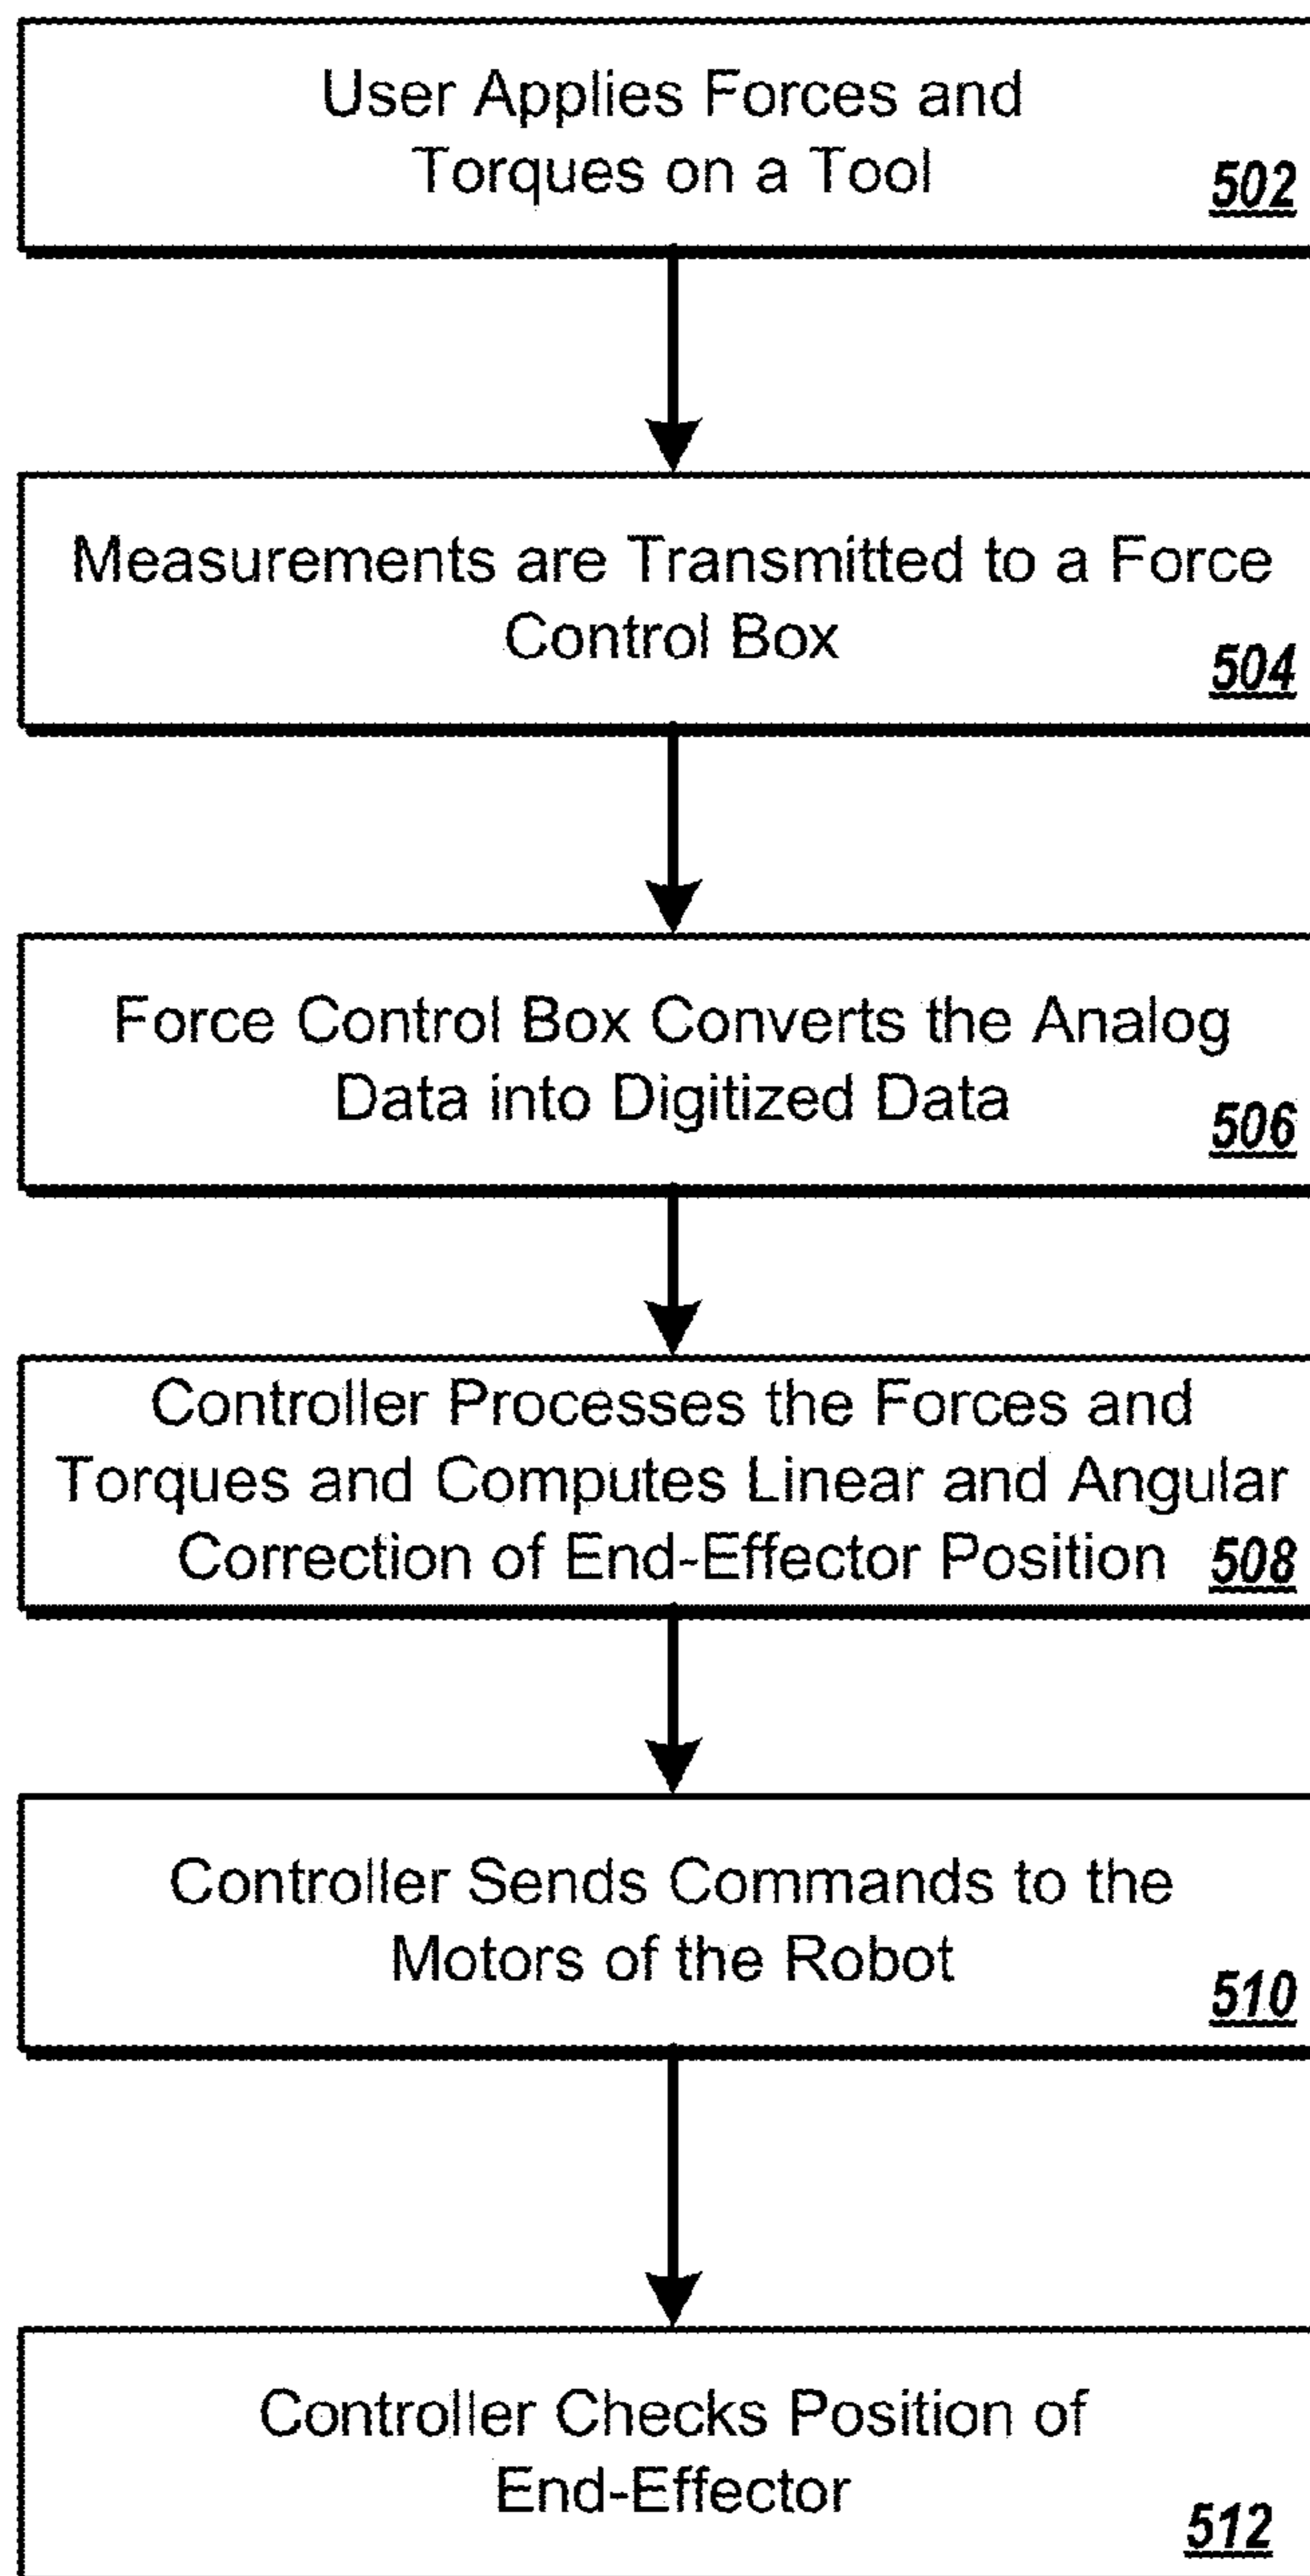 User Applies Forces and
Torques on a Tool
502
Measurements are Transmitted to a Force
Control Box
504
Force Control Box Converts the Analog
Data into Digitized Data
506
Controller Processes the Forces and
Torques and Computes Linear and Angular
Correction of End-Effector Position 508
Controller Sends Commands to the
Motors of the Robot
510
Controller Checks Position of
End-Effector
512